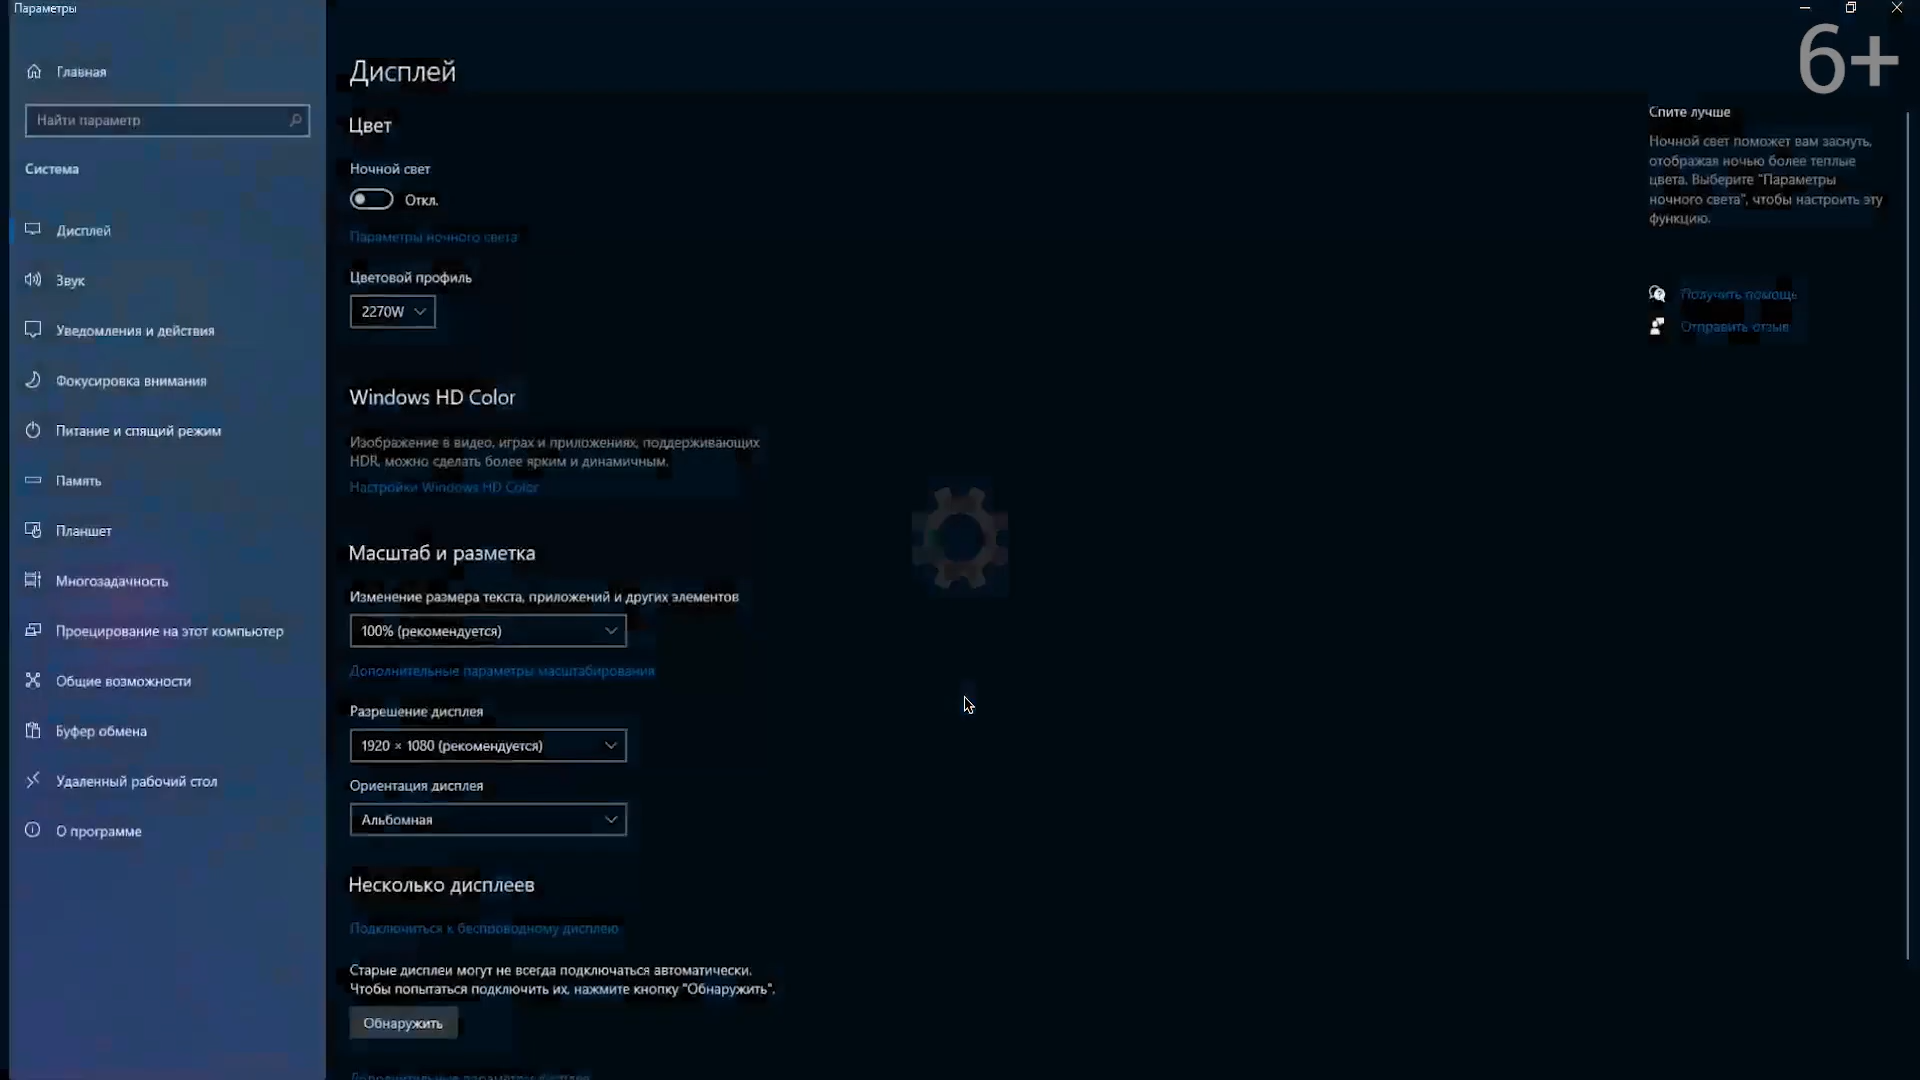 Параметры
6+
Главная
Найти параметр
Система
Дисплей
Звук
Уведомления и действия
Фокусировка внимания
Питание и спящий режим
Память
Планшет
Многозадачность
Проецирование на этот компьютер
Общие возможности
Буфер обмена
Удаленный рабочий стол
О программе
Дисплей
Цвет
Ночной свет
Откл.
Параметры ночного света
Цветовой профиль
2270W
Windows HD Color
Изображение в видео, играх и приложениях, поддерживающих
HDR, можно сделать более ярким и динамичным.
Настройки Windows HD Color
Масштаб и разметка
Изменение размера текста, приложений и других элементов
100% (рекомендуется)
Дополнительные параметры масштабирования
Разрешение дисплея
1920 × 1080 (рекомендуется)
Ориентация дисплея
Альбомная
Несколько дисплеев
Подключиться к беспроводному дисплею
Старые дисплеи могут не всегда подключаться автоматически.
Чтобы попытаться подключить их, нажмите кнопку "Обнаружить".
Обнаружить
Спите лучше
Ночной свет поможет вам заснуть,
отображая ночью более теплые
цвета. Выберите "Параметры
ночного света", чтобы настроить эту
функцию.
Получить помощь
Отправить отзыв